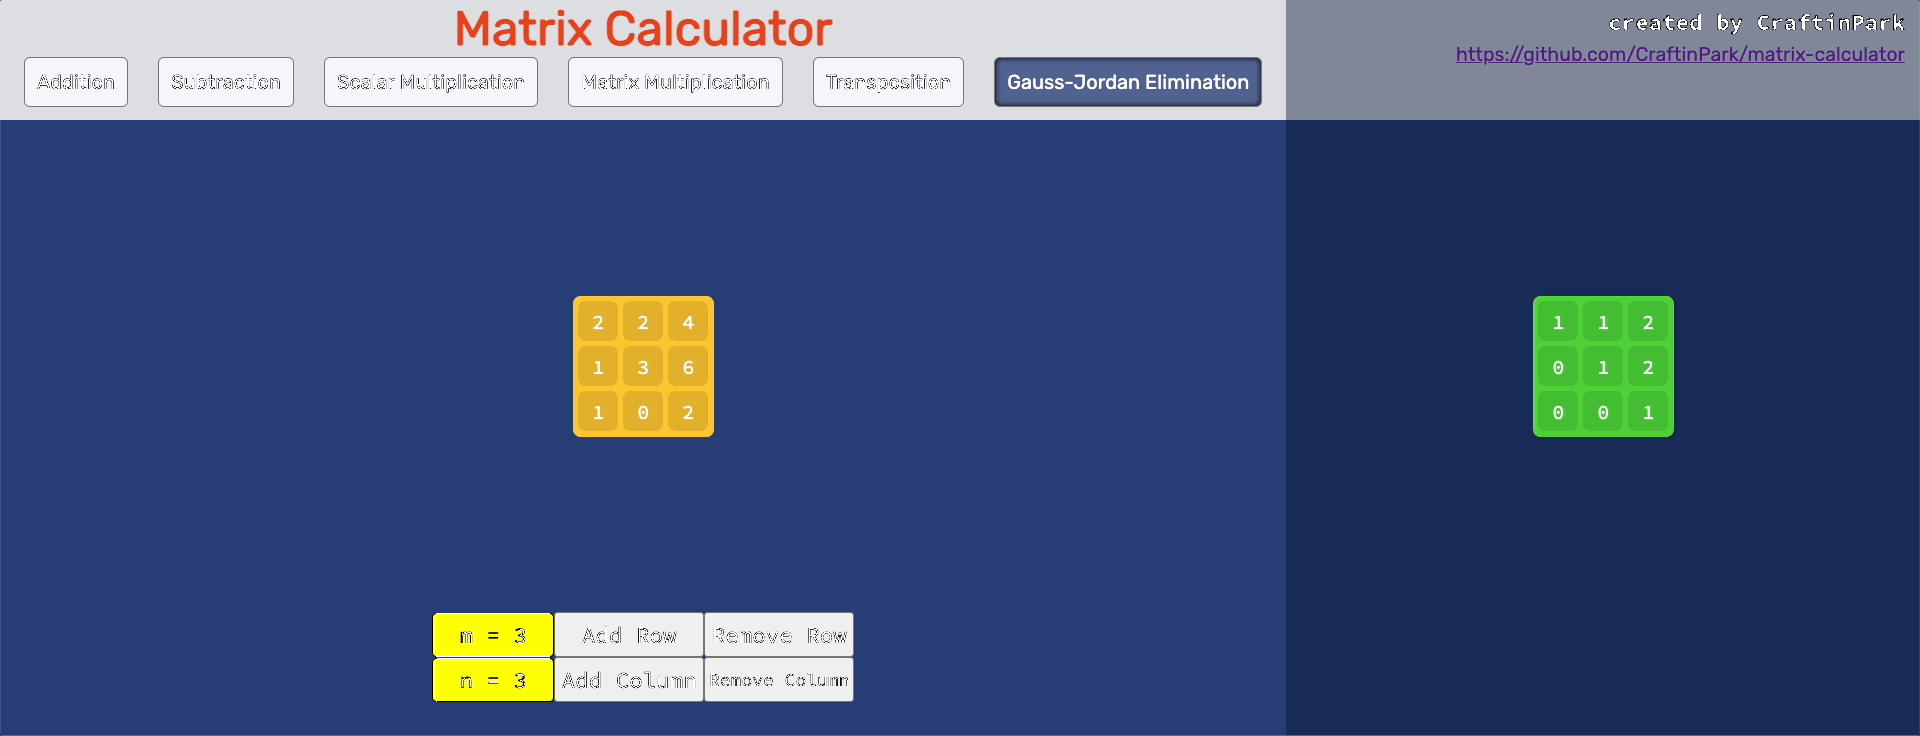 Matrix Calculator
created by CraftinPark
https://github.com/CraftinPark/matrix-calculator
Addition Subtraction Scalar Multiplication Matrix Multiplication Transposition Gauss-Jordan Elimination
2 2 4
1 3 6
1 0 2
1 1 2
0 1 2
0 0 1
m = 3 Add Row Remove Row
n = 3 Add Column Remove Column